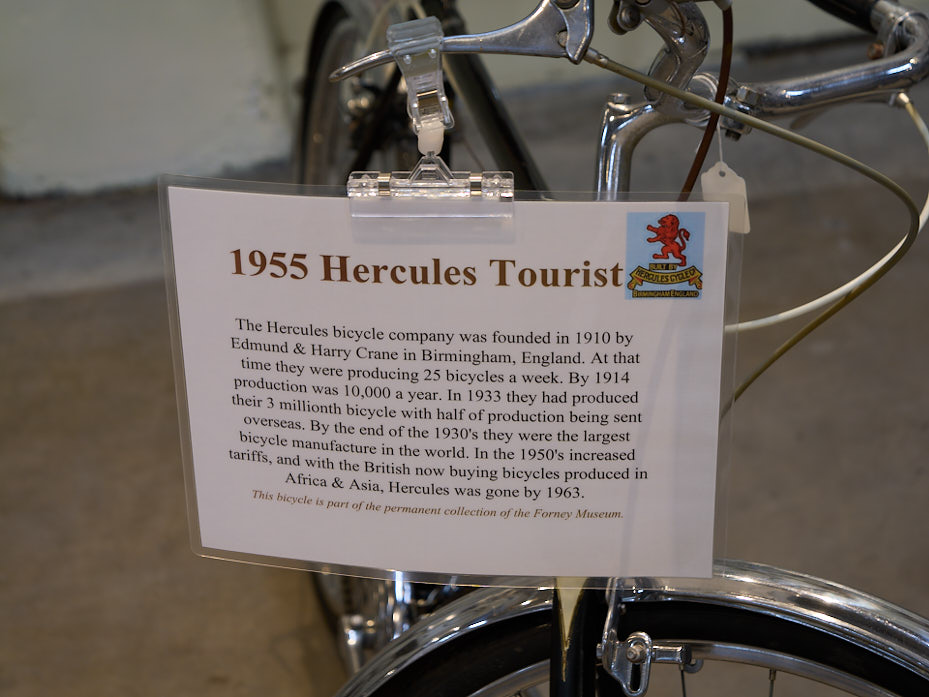 1955 Hercules Tourist
BUILT BY
HERCULES CYCLE Co
BIRMINGHAM ENGLAND
The Hercules bicycle company was founded in 1910 by
Edmund & Harry Crane in Birmingham, England. At that
time they were producing 25 bicycles a week. By 1914
production was 10,000 a year. In 1933 they had produced
their 3 millionth bicycle with half of production being sent
overseas. By the end of the 1930's they were the largest
bicycle manufacture in the world. In the 1950's increased
tariffs, and with the British now buying bicycles produced in
Africa & Asia, Hercules was gone by 1963.
This bicycle is part of the permanent collection of the Forney Museum.